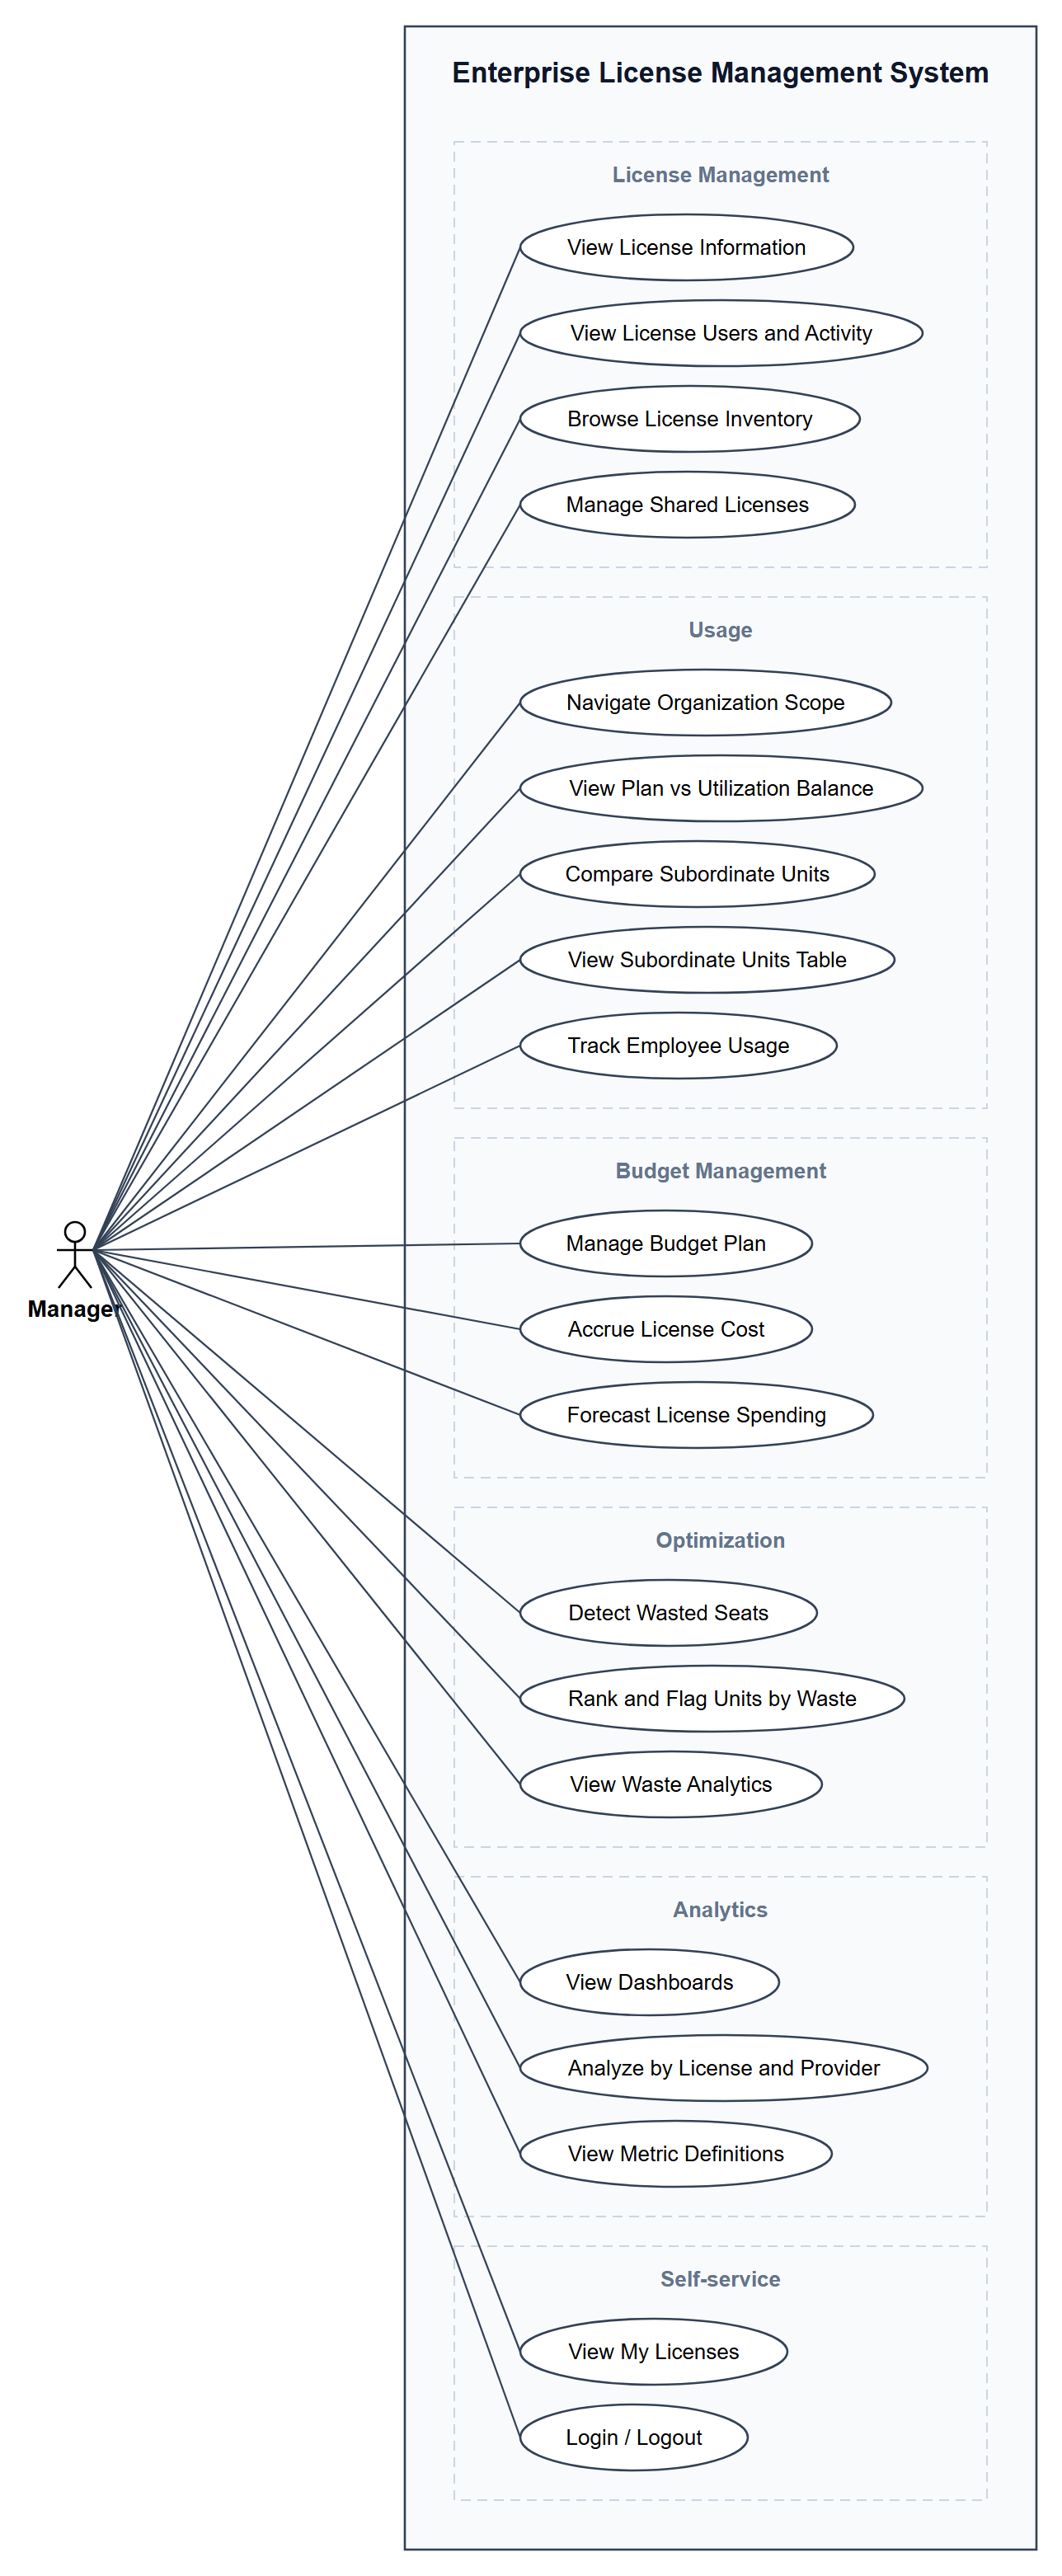 Enterprise License Management System
License Management
View License Information
View License Users and Activity
Browse License Inventory
Manage Shared Licenses
Usage
Navigate Organization Scope
View Plan vs Utilization Balance
Compare Subordinate Units
View Subordinate Units Table
Track Employee Usage
Budget Management
Manage Budget Plan
Manager
Accrue License Cost
Forecast License Spending
Optimization
Detect Wasted Seats
Rank and Flag Units by Waste
View Waste Analytics
Analytics
View Dashboards
Analyze by License and Provider
View Metric Definitions
Self-service
View My Licenses
Login / Logout